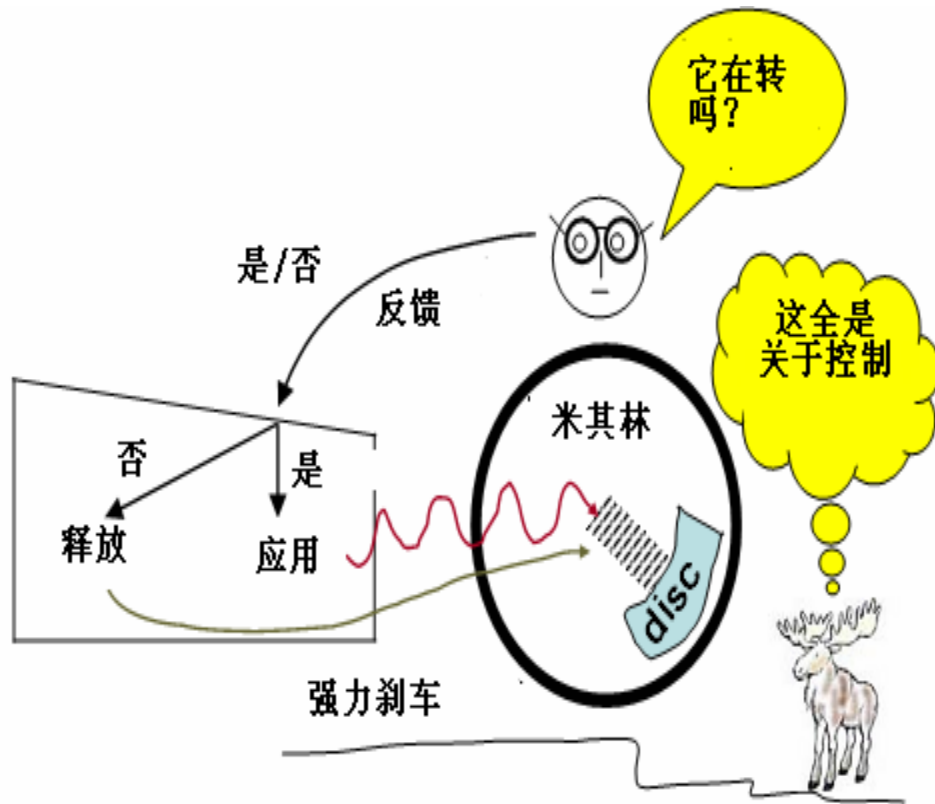 它在转
吗？
是/否
反馈
这全是
关于控制
米其林
否
是
释放
应用
disc
强力刹车